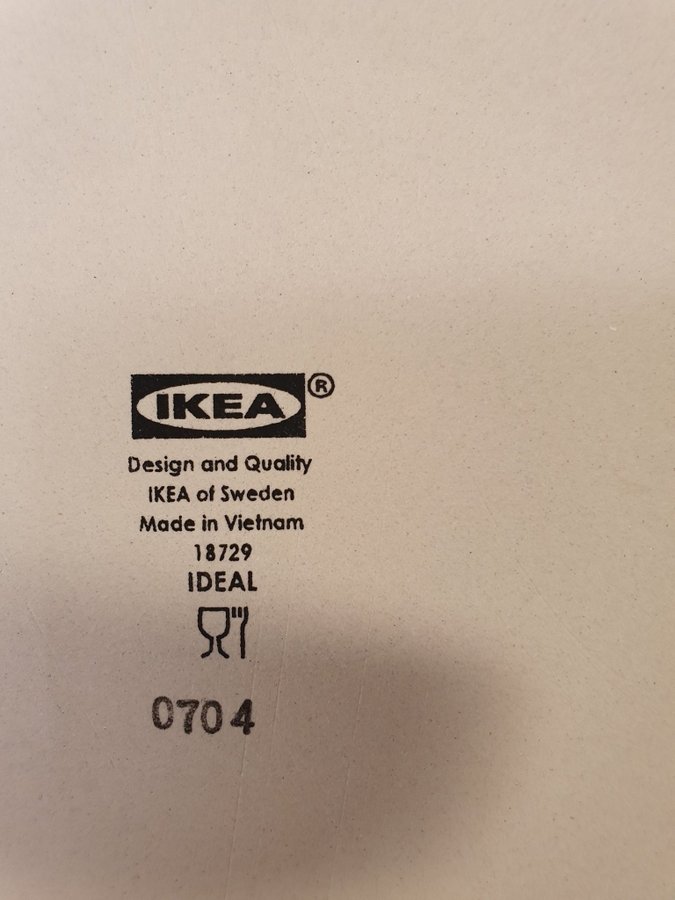 IKEA®
Design and Quality
IKEA of Sweden
Made in Vietnam
18729
IDEAL
0704